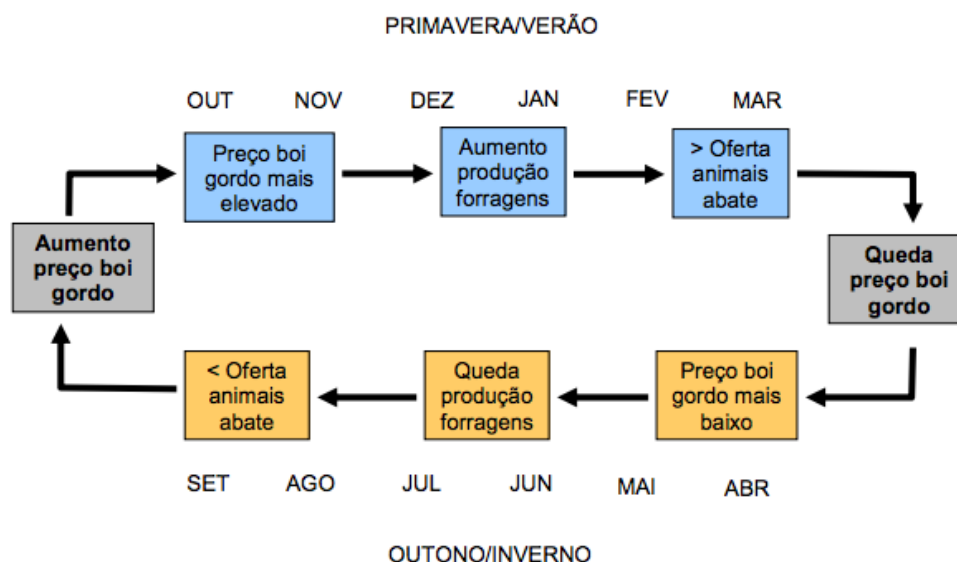 PRIMAVERA/VERÃO
OUT NOV DEZ JAN FEV MAR
Preço boi
gordo mais
elevado
Aumento
produção
forragens
> Oferta
animais
abate
Aumento
preço boi
gordo
Queda
preço boi
gordo
< Oferta
animais
abate
Queda
produção
forragens
Preço boi
gordo mais
baixo
SET AGO JUL JUN MAI ABR
OUTONO/INVERNO